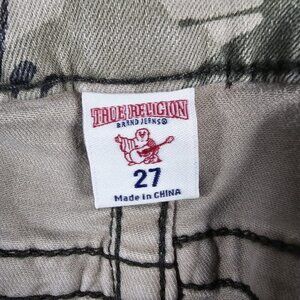 TRUE RELIGION
BRAND JEANS®
27
Made in CHINA